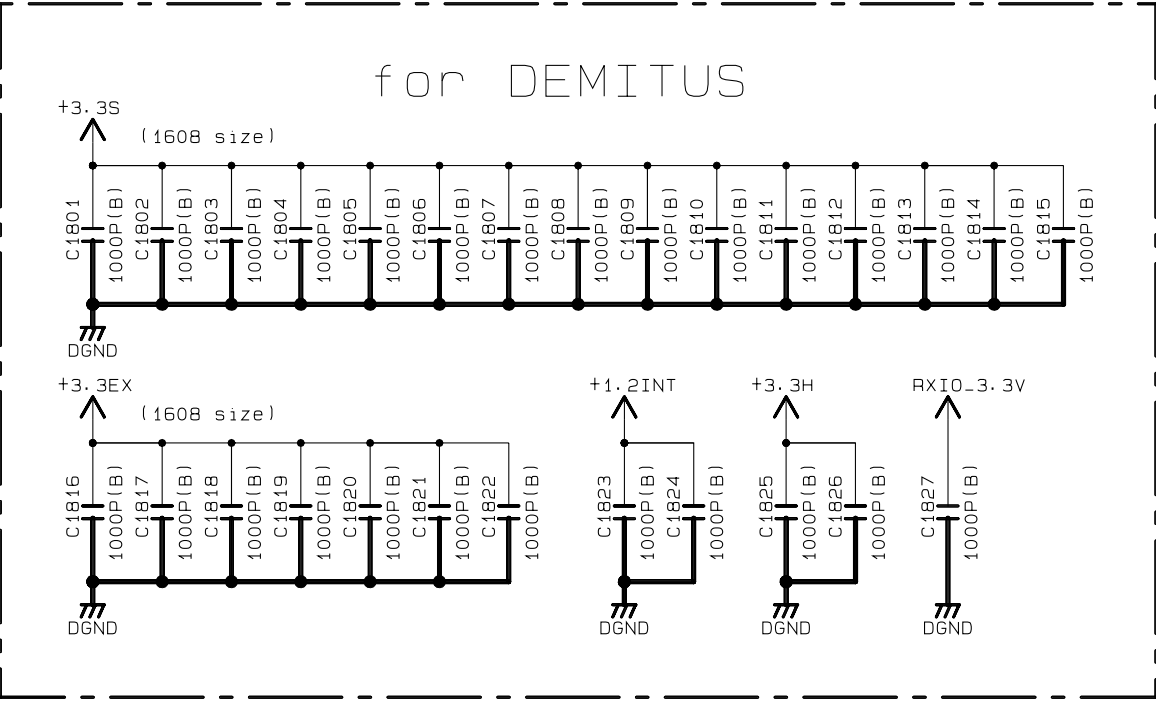 for DEMITUS
+3.3S
(1608 size)
C1801 1000P(B)
C1802 1000P(B)
C1803 1000P(B)
C1804 1000P(B)
C1805 1000P(B)
C1806 1000P(B)
C1807 1000P(B)
C1808 1000P(B)
C1809 1000P(B)
C1810 1000P(B)
C1811 1000P(B)
C1812 1000P(B)
C1813 1000P(B)
C1814 1000P(B)
C1815 1000P(B)
DGND
+3.3EX
(1608 size)
C1816 1000P(B)
C1817 1000P(B)
C1818 1000P(B)
C1819 1000P(B)
C1820 1000P(B)
C1821 1000P(B)
C1822 1000P(B)
DGND
+1.2INT
C1823 1000P(B)
C1824 1000P(B)
DGND
+3.3H
C1825 1000P(B)
C1826 1000P(B)
DGND
AXIO_3.3V
C1827 1000P(B)
DGND